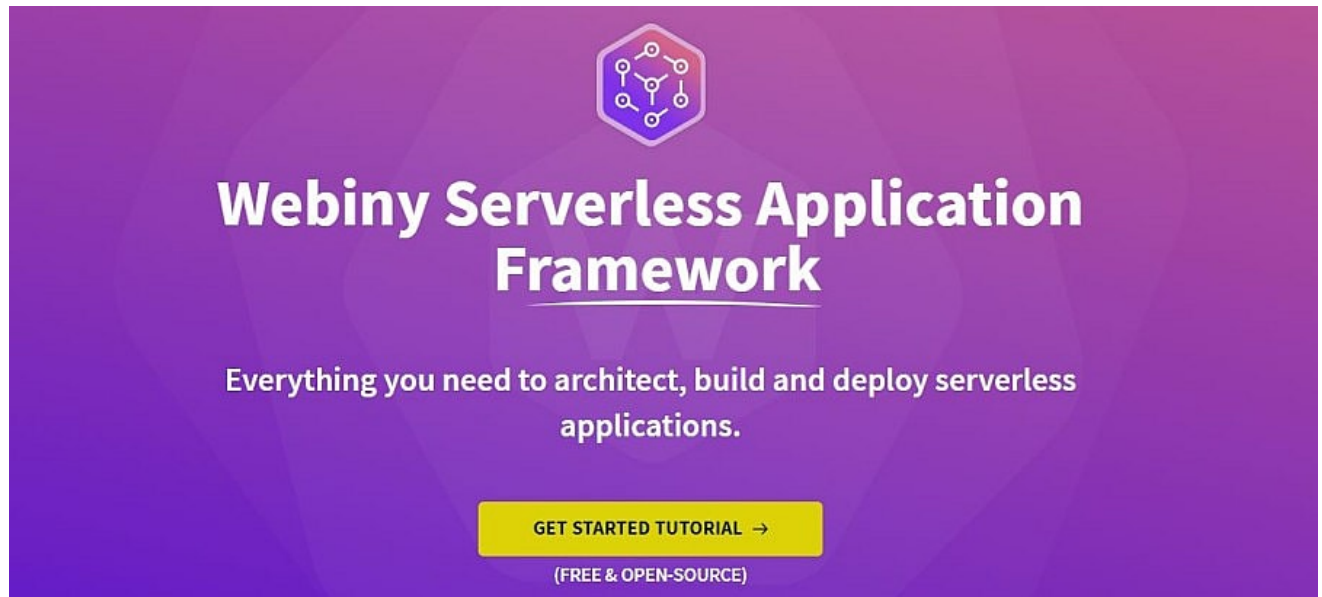 Webiny Serverless Application
Framework
Everything you need to architect, build and deploy serverless
applications.
GET STARTED TUTORIAL →
(FREE & OPEN-SOURCE)